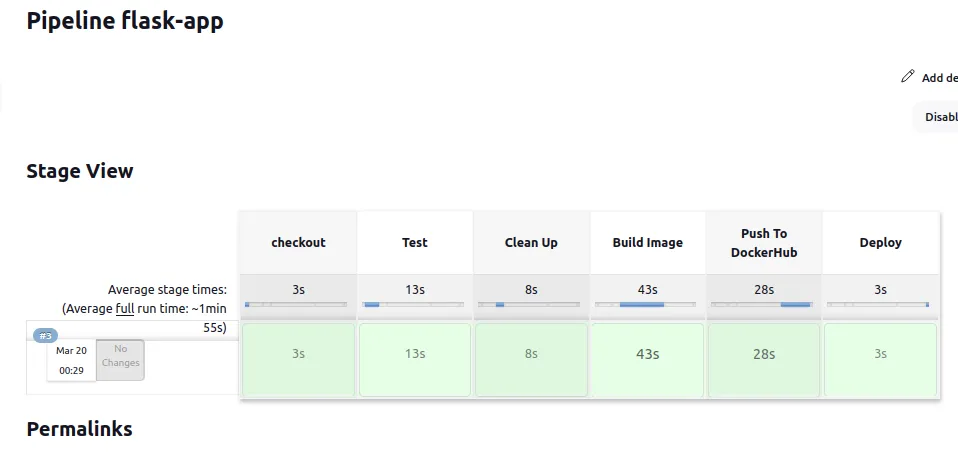 Pipeline flask-app
Add de
Disabl
Stage View
checkout
Test
Clean Up
Build Image
Push To
DockerHub
Deploy
Average stage times:
(Average full run time: ~1min
55s)
3s
13s
8s
43s
28s
3s
#3
Mar 20
00:29
No
Changes
3s
13s
8s
43s
28s
3s
Permalinks